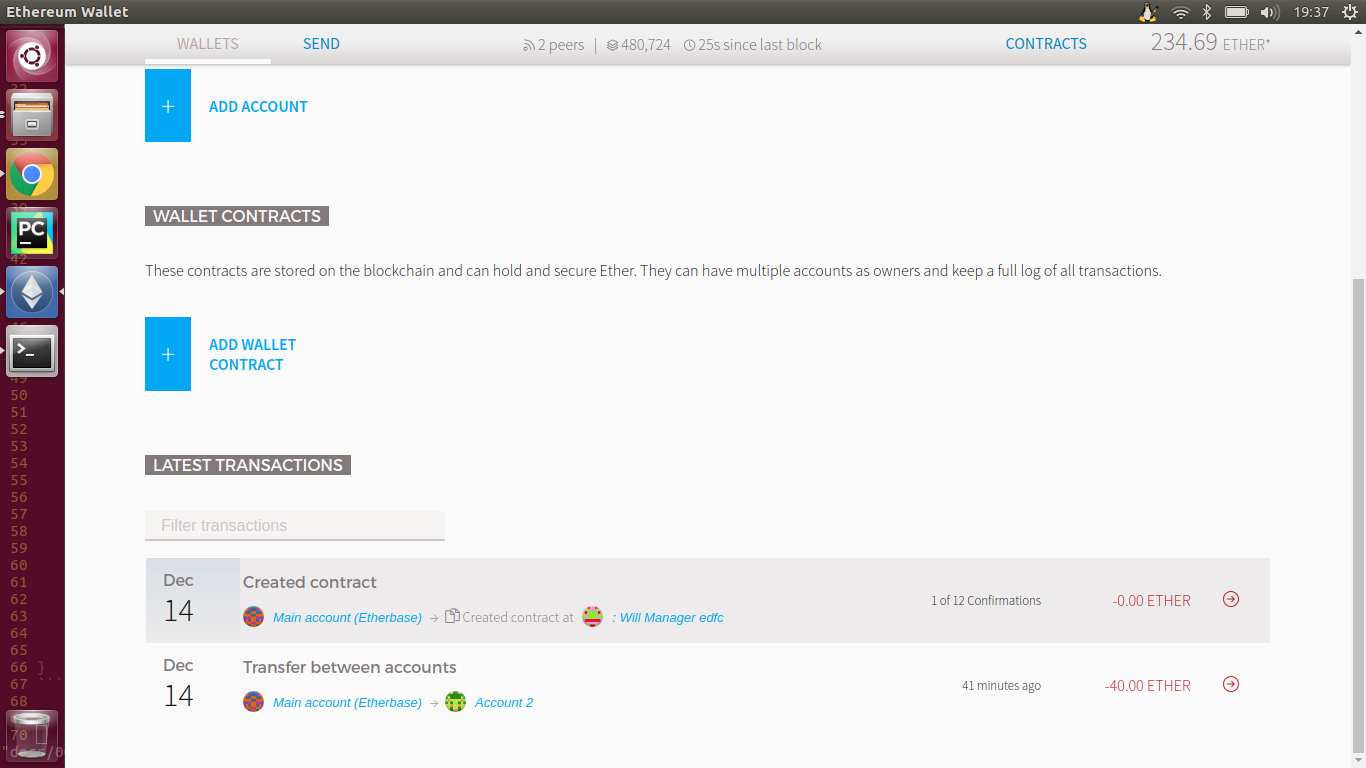 Ethereum Wallet
19:37
WALLETS
SEND
2 peers | 480,724 25s since last block
CONTRACTS
234.69 ETHER*
+
ADD ACCOUNT
WALLET CONTRACTS
These contracts are stored on the blockchain and can hold and secure Ether. They can have multiple accounts as owners and keep a full log of all transactions.
+
ADD WALLET
CONTRACT
LATEST TRANSACTIONS
Filter transactions
Dec
14
Created contract
Main account (Etherbase) → Created contract at : Will Manager edfc
1 of 12 Confirmations
-0.00 ETHER
Dec
14
Transfer between accounts
Main account (Etherbase) → Account 2
41 minutes ago
-40.00 ETHER
PC
>_
49
50
51
52
53
54
55
56
57
58
59
60
61
62
63
64
65
66 }
67 ```
68
70